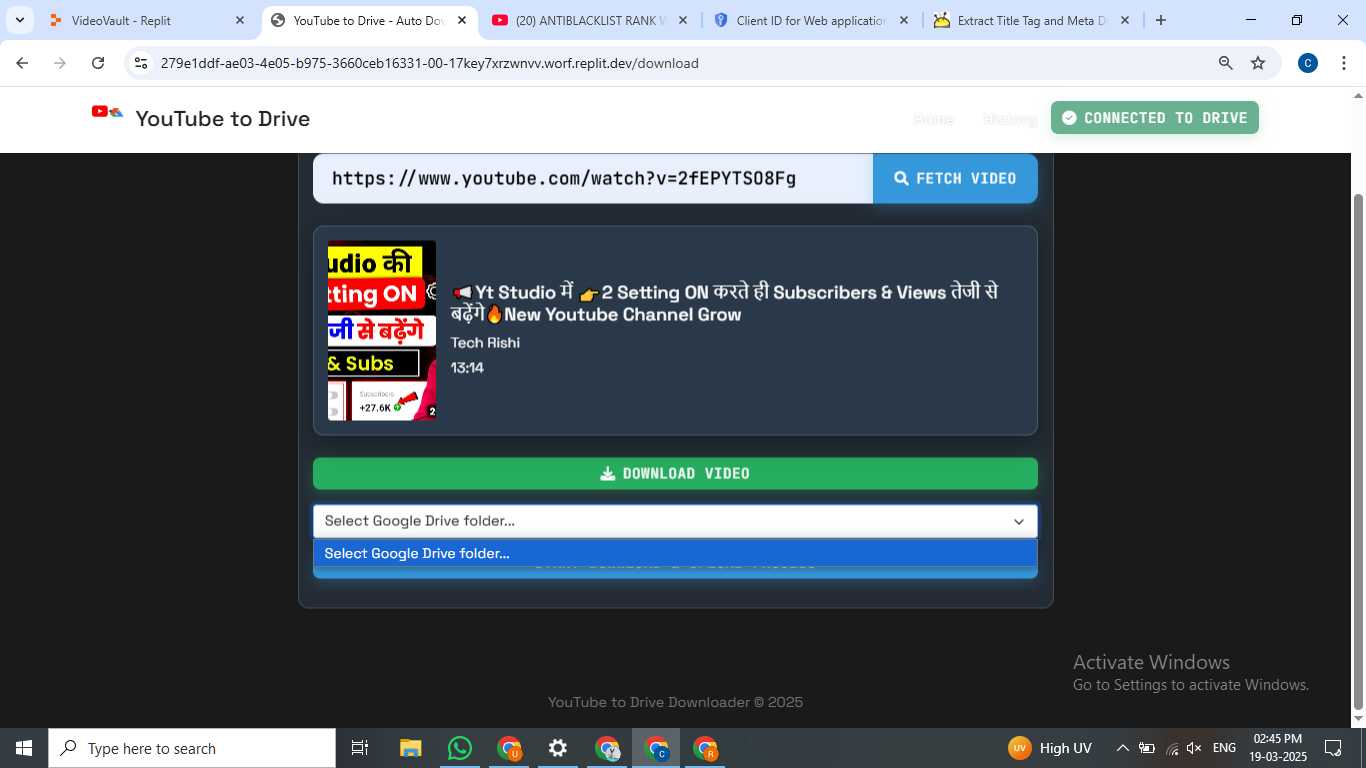 VideoVault - Replit
YouTube to Drive - Auto Dow
(20) ANTIBLACKLIST RANK
Client ID for Web application
Extract Title Tag and Meta D
279e1ddf-ae03-4e05-b975-3660ceb16331-00-17key7xrzwnvv.worf.replit.dev/download
C
YouTube to Drive
Home
History
CONNECTED TO DRIVE
https://www.youtube.com/watch?v=2fEPYTSO8Fg
FETCH VIDEO
udio की
tting ON
जी से बढ़ेंगे
& Subs
Subscribers
+27.6K
2
📢Yt Studio में 👉2 Setting ON करते ही Subscribers & Views तेजी से
बढ़ेंगे🔥New Youtube Channel Grow
Tech Rishi
13:14
DOWNLOAD VIDEO
Select Google Drive folder...
Select Google Drive folder...
Activate Windows
Go to Settings to activate Windows.
YouTube to Drive Downloader © 2025
Type here to search
U
Y
C
R
UV
High UV
ENG
02:45 PM
19-03-2025